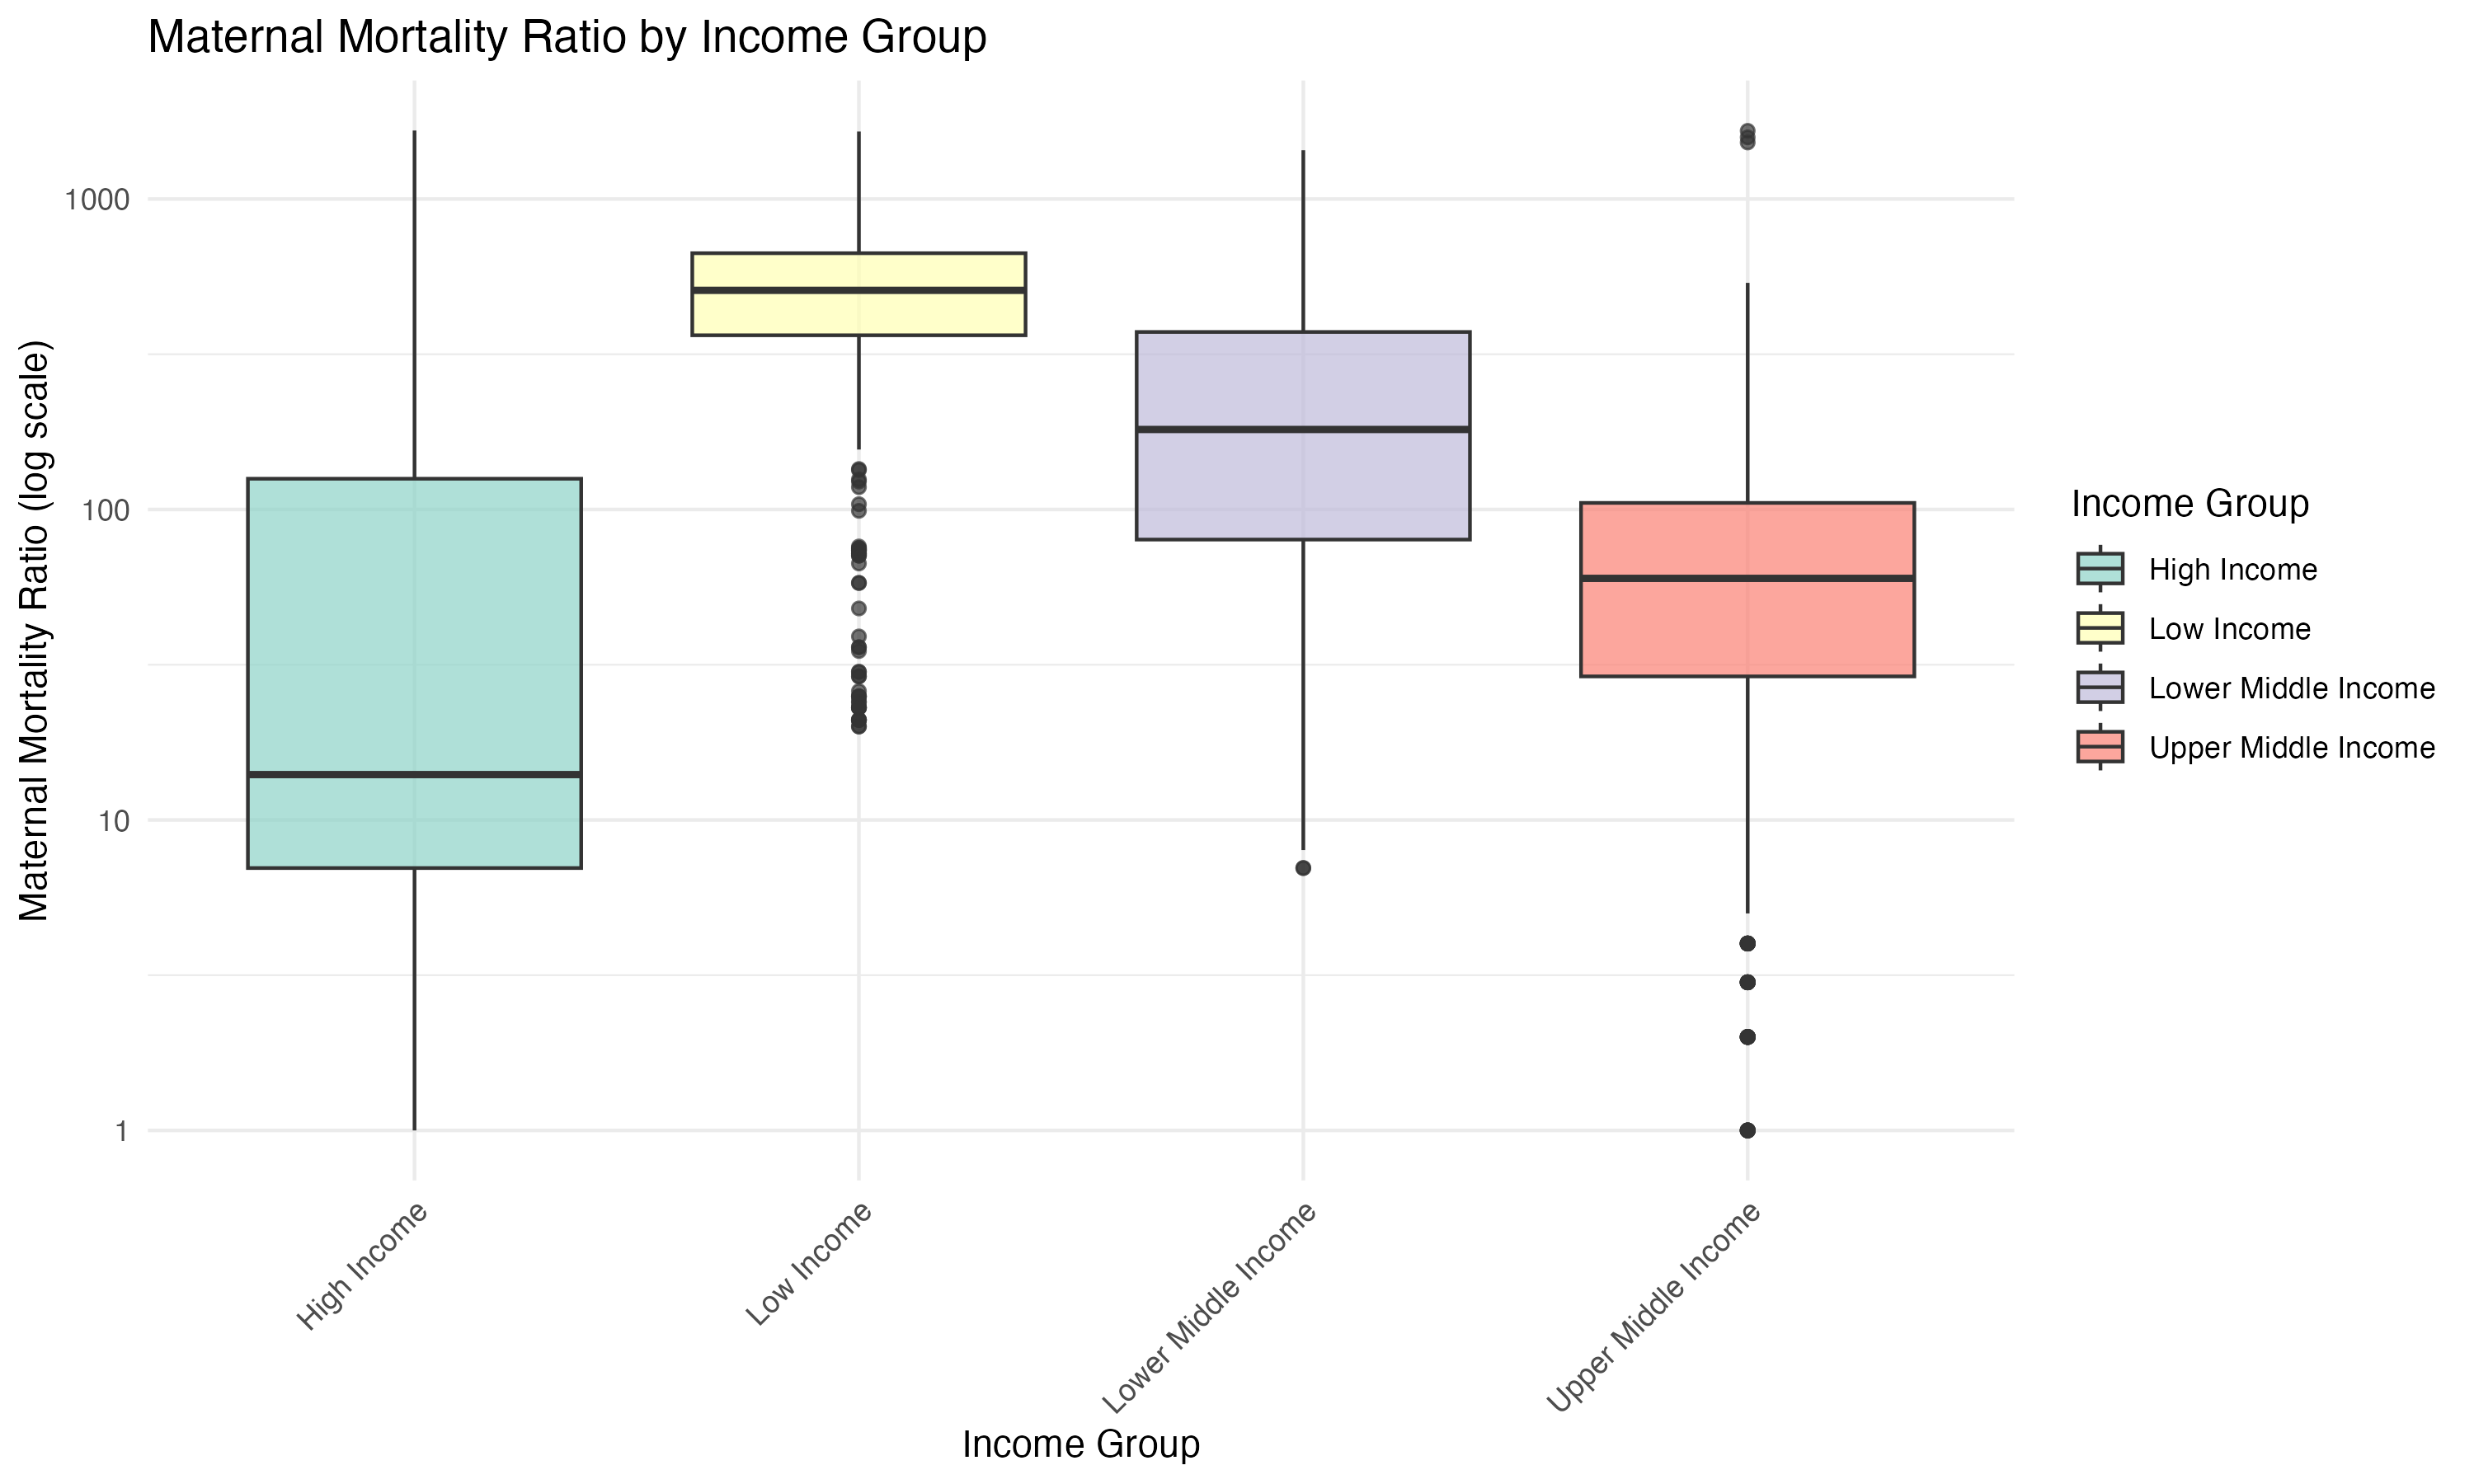 Maternal Mortality Ratio by Income Group
Maternal Mortality Ratio (log scale)
1000
100
10
1
High Income
Low Income
Lower Middle Income
Upper Middle Income
Income Group
Income Group
High Income
Low Income
Lower Middle Income
Upper Middle Income